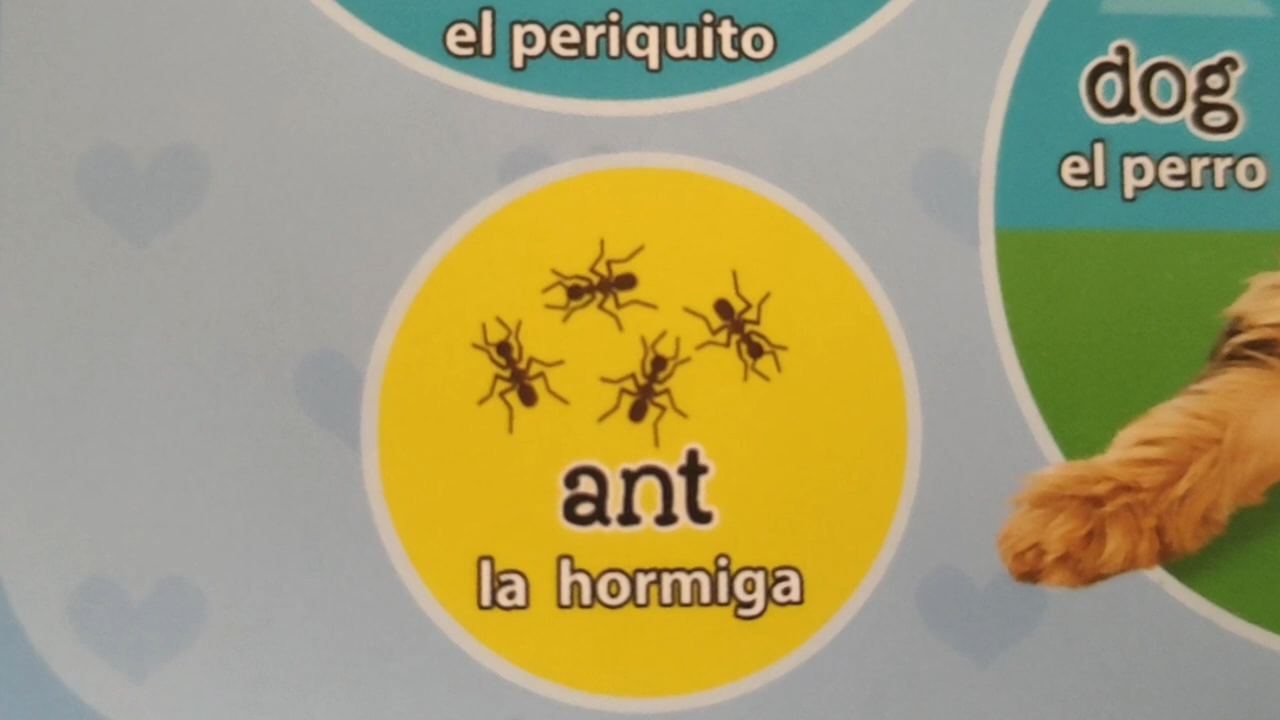 el periquito
dog
el perro
ant
la hormiga